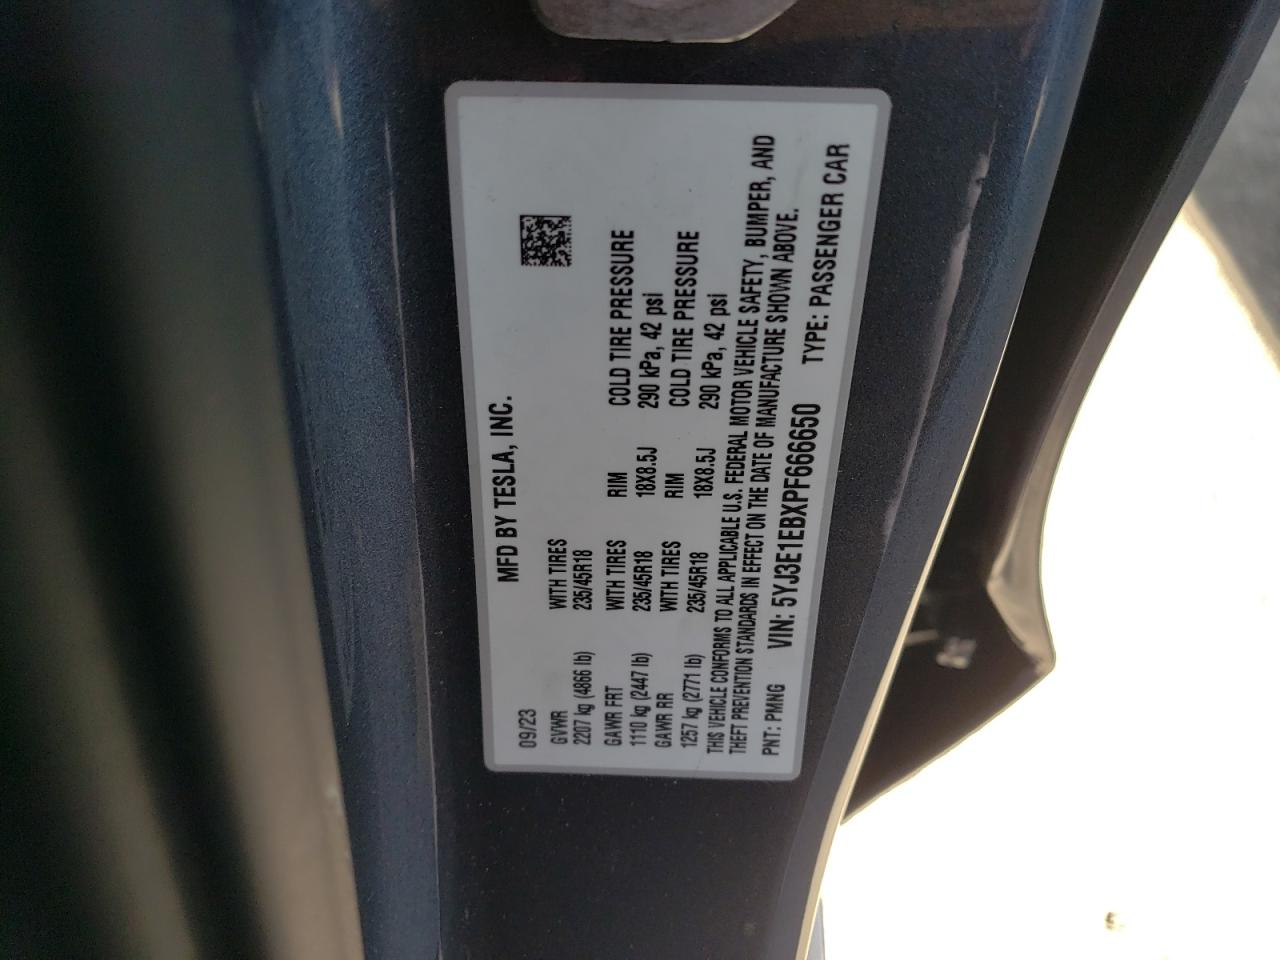 MFD BY TESLA, INC.
09/23
GVWR WITH TIRES
2207 kg (4866 lb) 235/45R18
GAWR FRT WITH TIRES RIM COLD TIRE PRESSURE
1110 kg (2447 lb) 235/45R18 18X8.5J 290 kPa, 42 psi
GAWR RR WITH TIRES RIM COLD TIRE PRESSURE
1257 kg (2771 lb) 235/45R18 18X8.5J 290 kPa, 42 psi
THIS VEHICLE CONFORMS TO ALL APPLICABLE U.S. FEDERAL MOTOR VEHICLE SAFETY, BUMPER, AND
THEFT PREVENTION STANDARDS IN EFFECT ON THE DATE OF MANUFACTURE SHOWN ABOVE.
PNT: PMNG VIN: 5YJ3E1EBXPF666650 TYPE: PASSENGER CAR